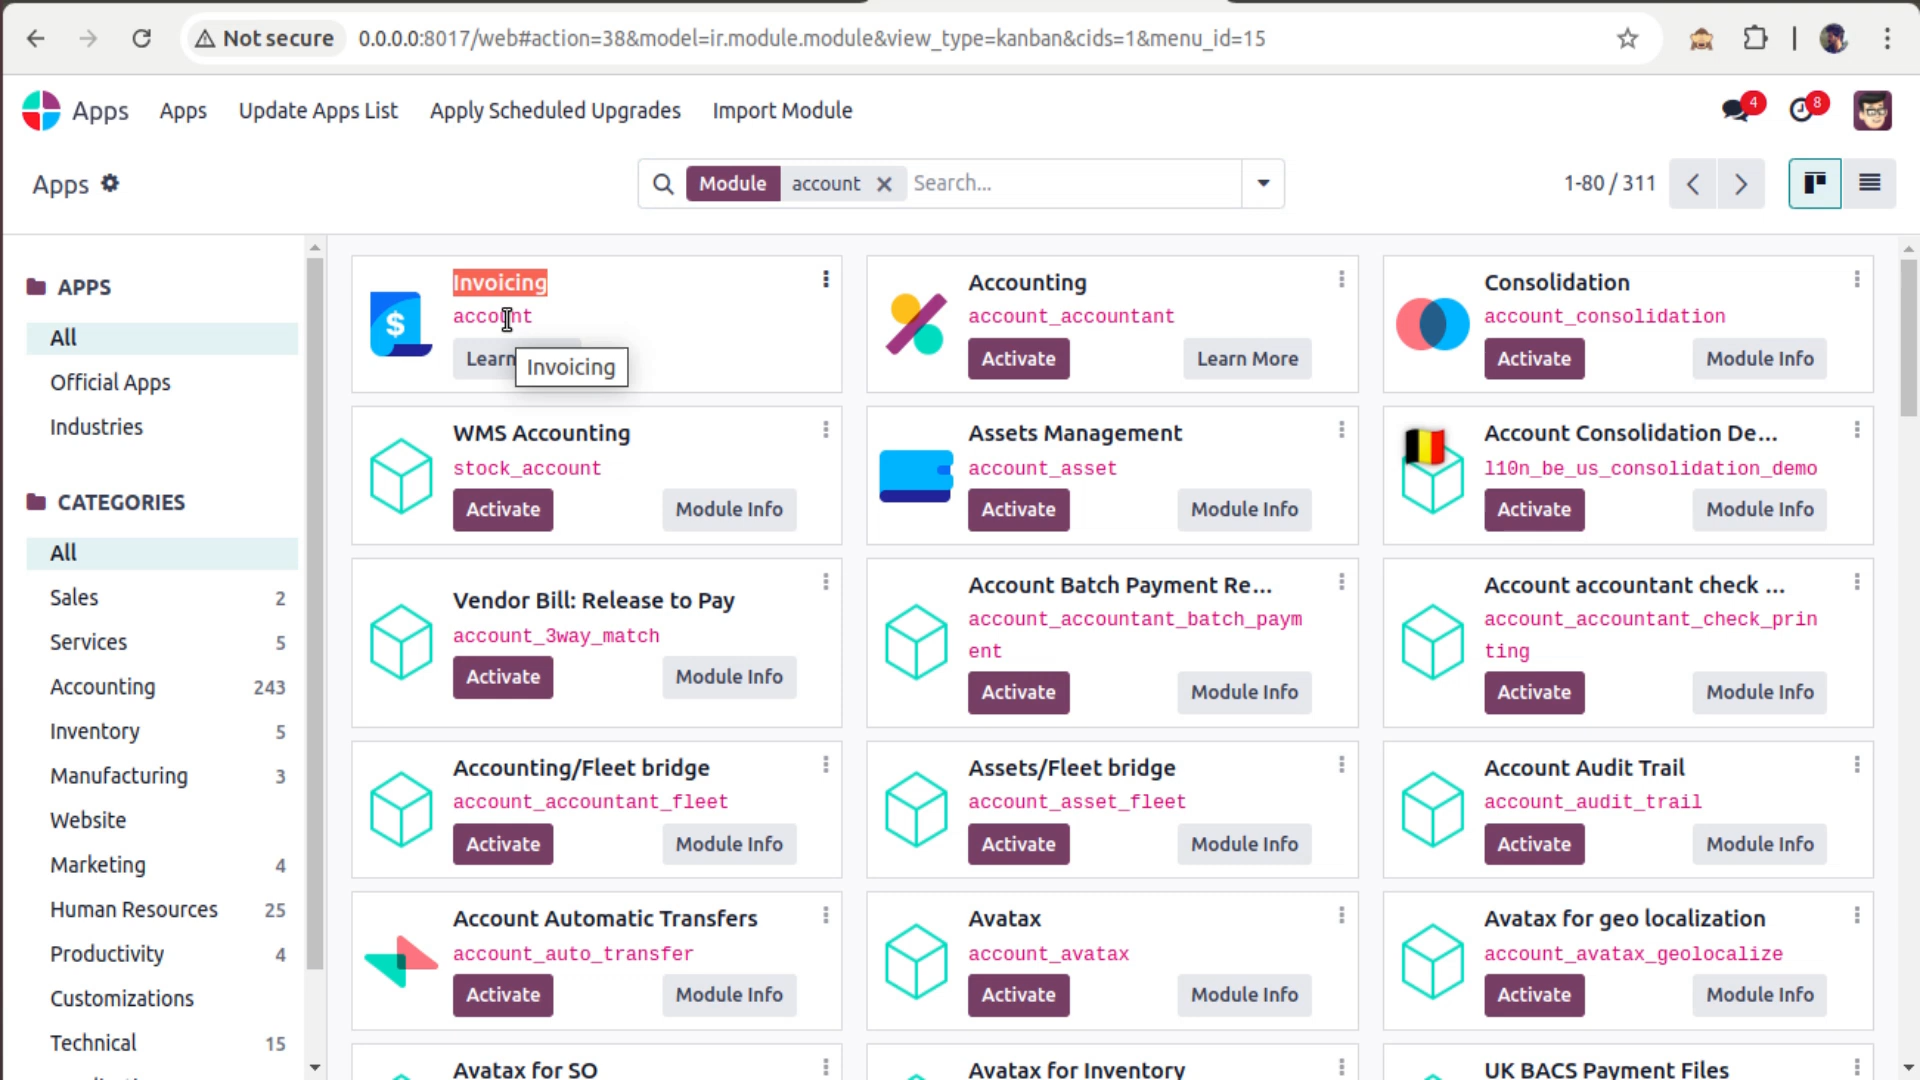 Not secure
0.0.0.0:8017/web#action=38&model=ir.module.module&view_type=kanban&cids=1&menu_id=15
Apps
Apps
Update Apps List
Apply Scheduled Upgrades
Import Module
4
8
Apps
Module
account
Search...
1-80 / 311
APPS
All
Official Apps
Industries
CATEGORIES
All
Sales 2
Services 5
Accounting 243
Inventory 5
Manufacturing 3
Website
Marketing 4
Human Resources 25
Productivity 4
Customizations
Technical 15
Invoicing
account
Learn
Invoicing
Accounting
account_accountant
Activate Learn More
Consolidation
account_consolidation
Activate Module Info
WMS Accounting
stock_account
Activate Module Info
Assets Management
account_asset
Activate Module Info
Account Consolidation De...
l10n_be_us_consolidation_demo
Activate Module Info
Vendor Bill: Release to Pay
account_3way_match
Activate Module Info
Account Batch Payment Re...
account_accountant_batch_paym
ent
Activate Module Info
Account accountant check ...
account_accountant_check_prin
ting
Activate Module Info
Accounting/Fleet bridge
account_accountant_fleet
Activate Module Info
Assets/Fleet bridge
account_asset_fleet
Activate Module Info
Account Audit Trail
account_audit_trail
Activate Module Info
Account Automatic Transfers
account_auto_transfer
Activate Module Info
Avatax
account_avatax
Activate Module Info
Avatax for geo localization
account_avatax_geolocalize
Activate Module Info
Avatax for SO
Avatax for Inventory
UK BACS Payment Files